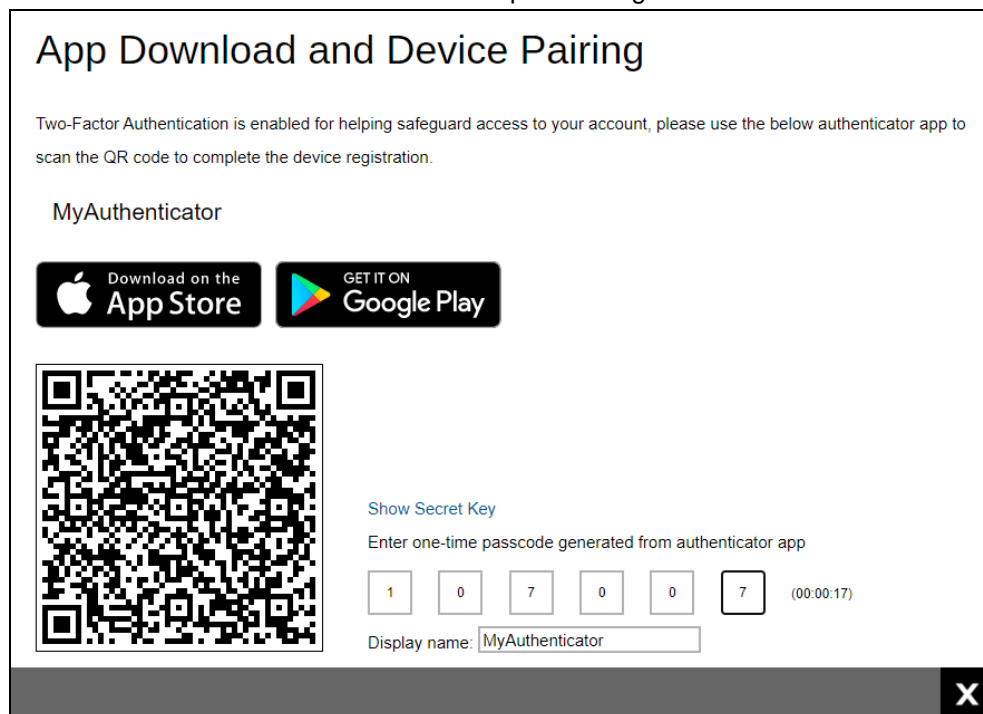 App Download and Device Pairing
Two-Factor Authentication is enabled for helping safeguard access to your account, please use the below authenticator app to
scan the QR code to complete the device registration.
MyAuthenticator
Download on the
App Store
GET IT ON
Google Play
Show Secret Key
Enter one-time passcode generated from authenticator app
1 0 7 0 0 7 (00:00:17)
Display name: MyAuthenticator
X